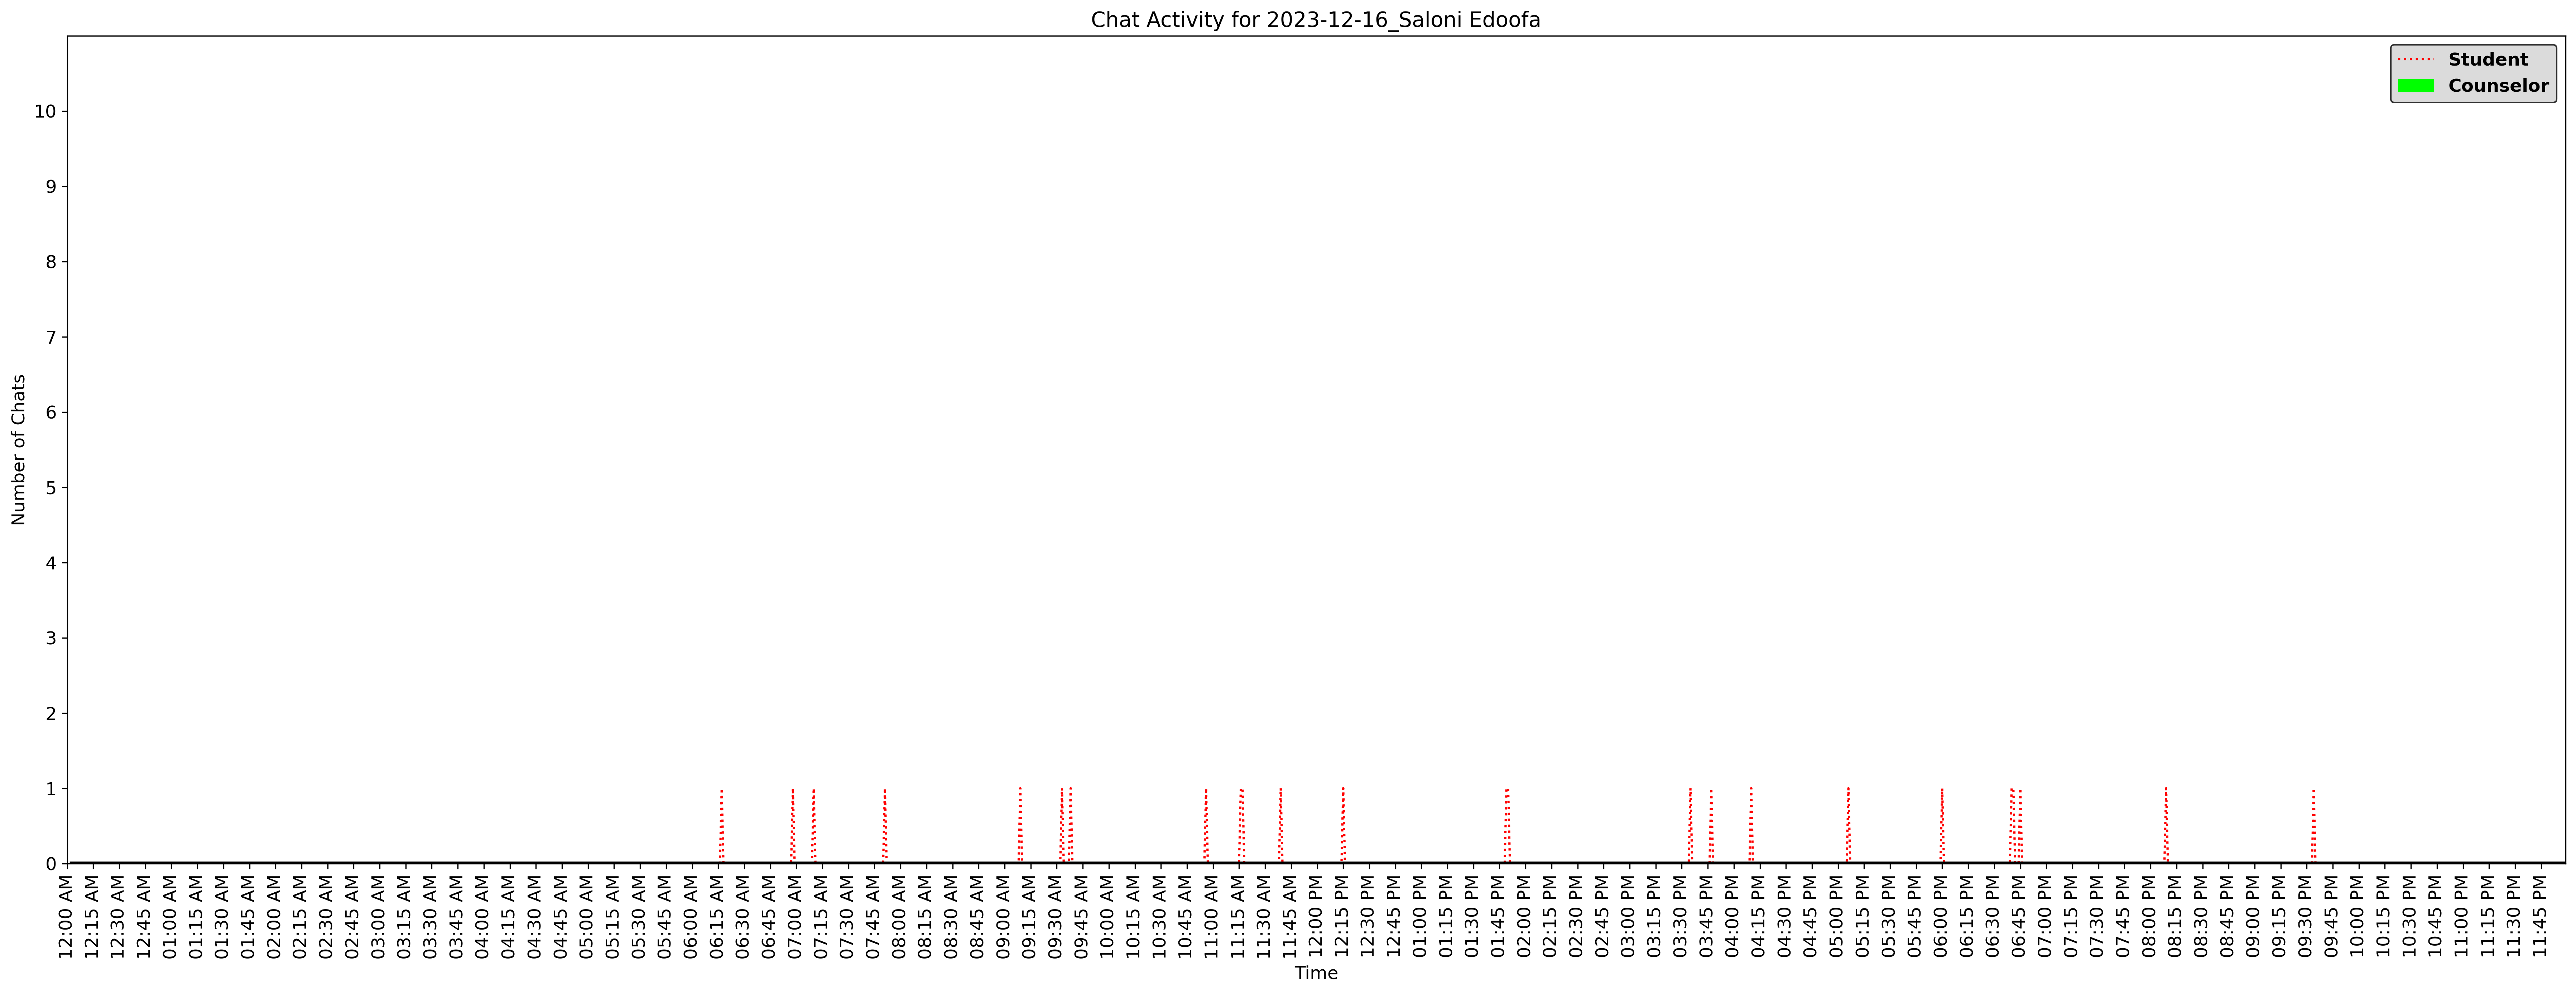 Chat Activity for 2023-12-16_Saloni Edoofa
Student
Counselor
Number of Chats
10
9
8
7
6
5
4
3
2
1
0
12:00 AM
12:15 AM
12:30 AM
12:45 AM
01:00 AM
01:15 AM
01:30 AM
01:45 AM
02:00 AM
02:15 AM
02:30 AM
02:45 AM
03:00 AM
03:15 AM
03:30 AM
03:45 AM
04:00 AM
04:15 AM
04:30 AM
04:45 AM
05:00 AM
05:15 AM
05:30 AM
05:45 AM
06:00 AM
06:15 AM
06:30 AM
06:45 AM
07:00 AM
07:15 AM
07:30 AM
07:45 AM
08:00 AM
08:15 AM
08:30 AM
08:45 AM
09:00 AM
09:15 AM
09:30 AM
09:45 AM
10:00 AM
10:15 AM
10:30 AM
10:45 AM
11:00 AM
11:15 AM
11:30 AM
11:45 AM
12:00 PM
12:15 PM
12:30 PM
12:45 PM
01:00 PM
01:15 PM
01:30 PM
01:45 PM
02:00 PM
02:15 PM
02:30 PM
02:45 PM
03:00 PM
03:15 PM
03:30 PM
03:45 PM
04:00 PM
04:15 PM
04:30 PM
04:45 PM
05:00 PM
05:15 PM
05:30 PM
05:45 PM
06:00 PM
06:15 PM
06:30 PM
06:45 PM
07:00 PM
07:15 PM
07:30 PM
07:45 PM
08:00 PM
08:15 PM
08:30 PM
08:45 PM
09:00 PM
09:15 PM
09:30 PM
09:45 PM
10:00 PM
10:15 PM
10:30 PM
10:45 PM
11:00 PM
11:15 PM
11:30 PM
11:45 PM
Time